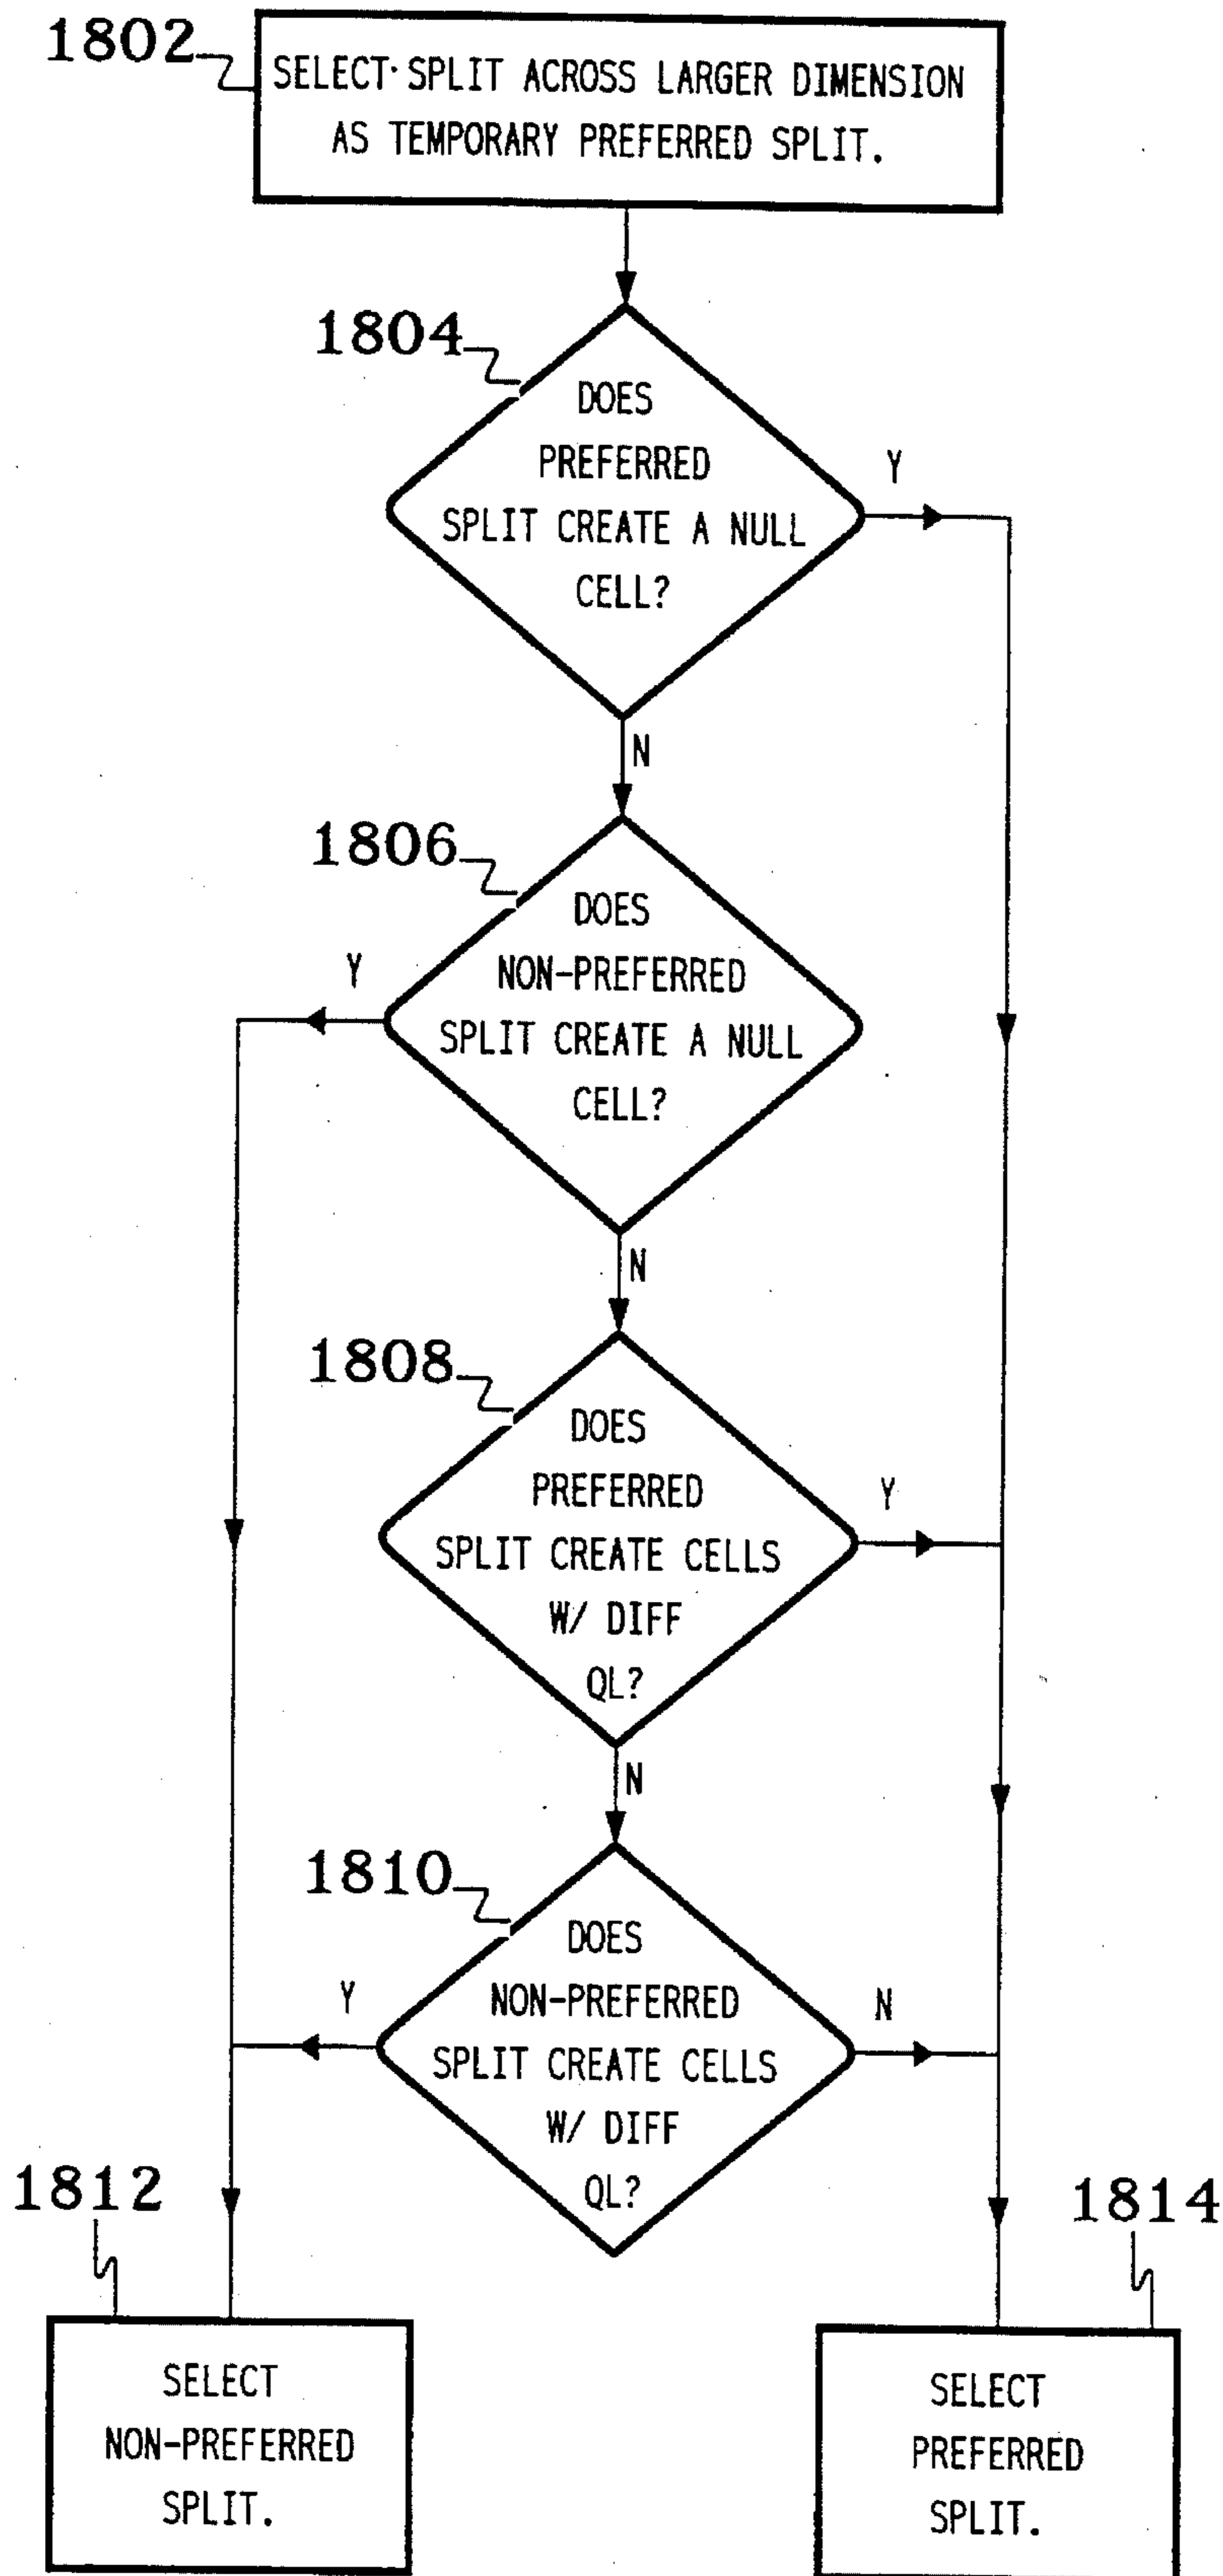 1802
SELECT SPLIT ACROSS LARGER DIMENSION
AS TEMPORARY PREFERRED SPLIT.
1804
DOES
PREFERRED
SPLIT CREATE A NULL
CELL?
Y
N
1806
DOES
NON-PREFERRED
SPLIT CREATE A NULL
CELL?
Y
N
1808
DOES
PREFERRED
SPLIT CREATE CELLS
W/ DIFF
QL?
Y
N
1810
DOES
NON-PREFERRED
SPLIT CREATE CELLS
W/ DIFF
QL?
Y
N
1812
SELECT
NON-PREFERRED
SPLIT.
1814
SELECT
PREFERRED
SPLIT.